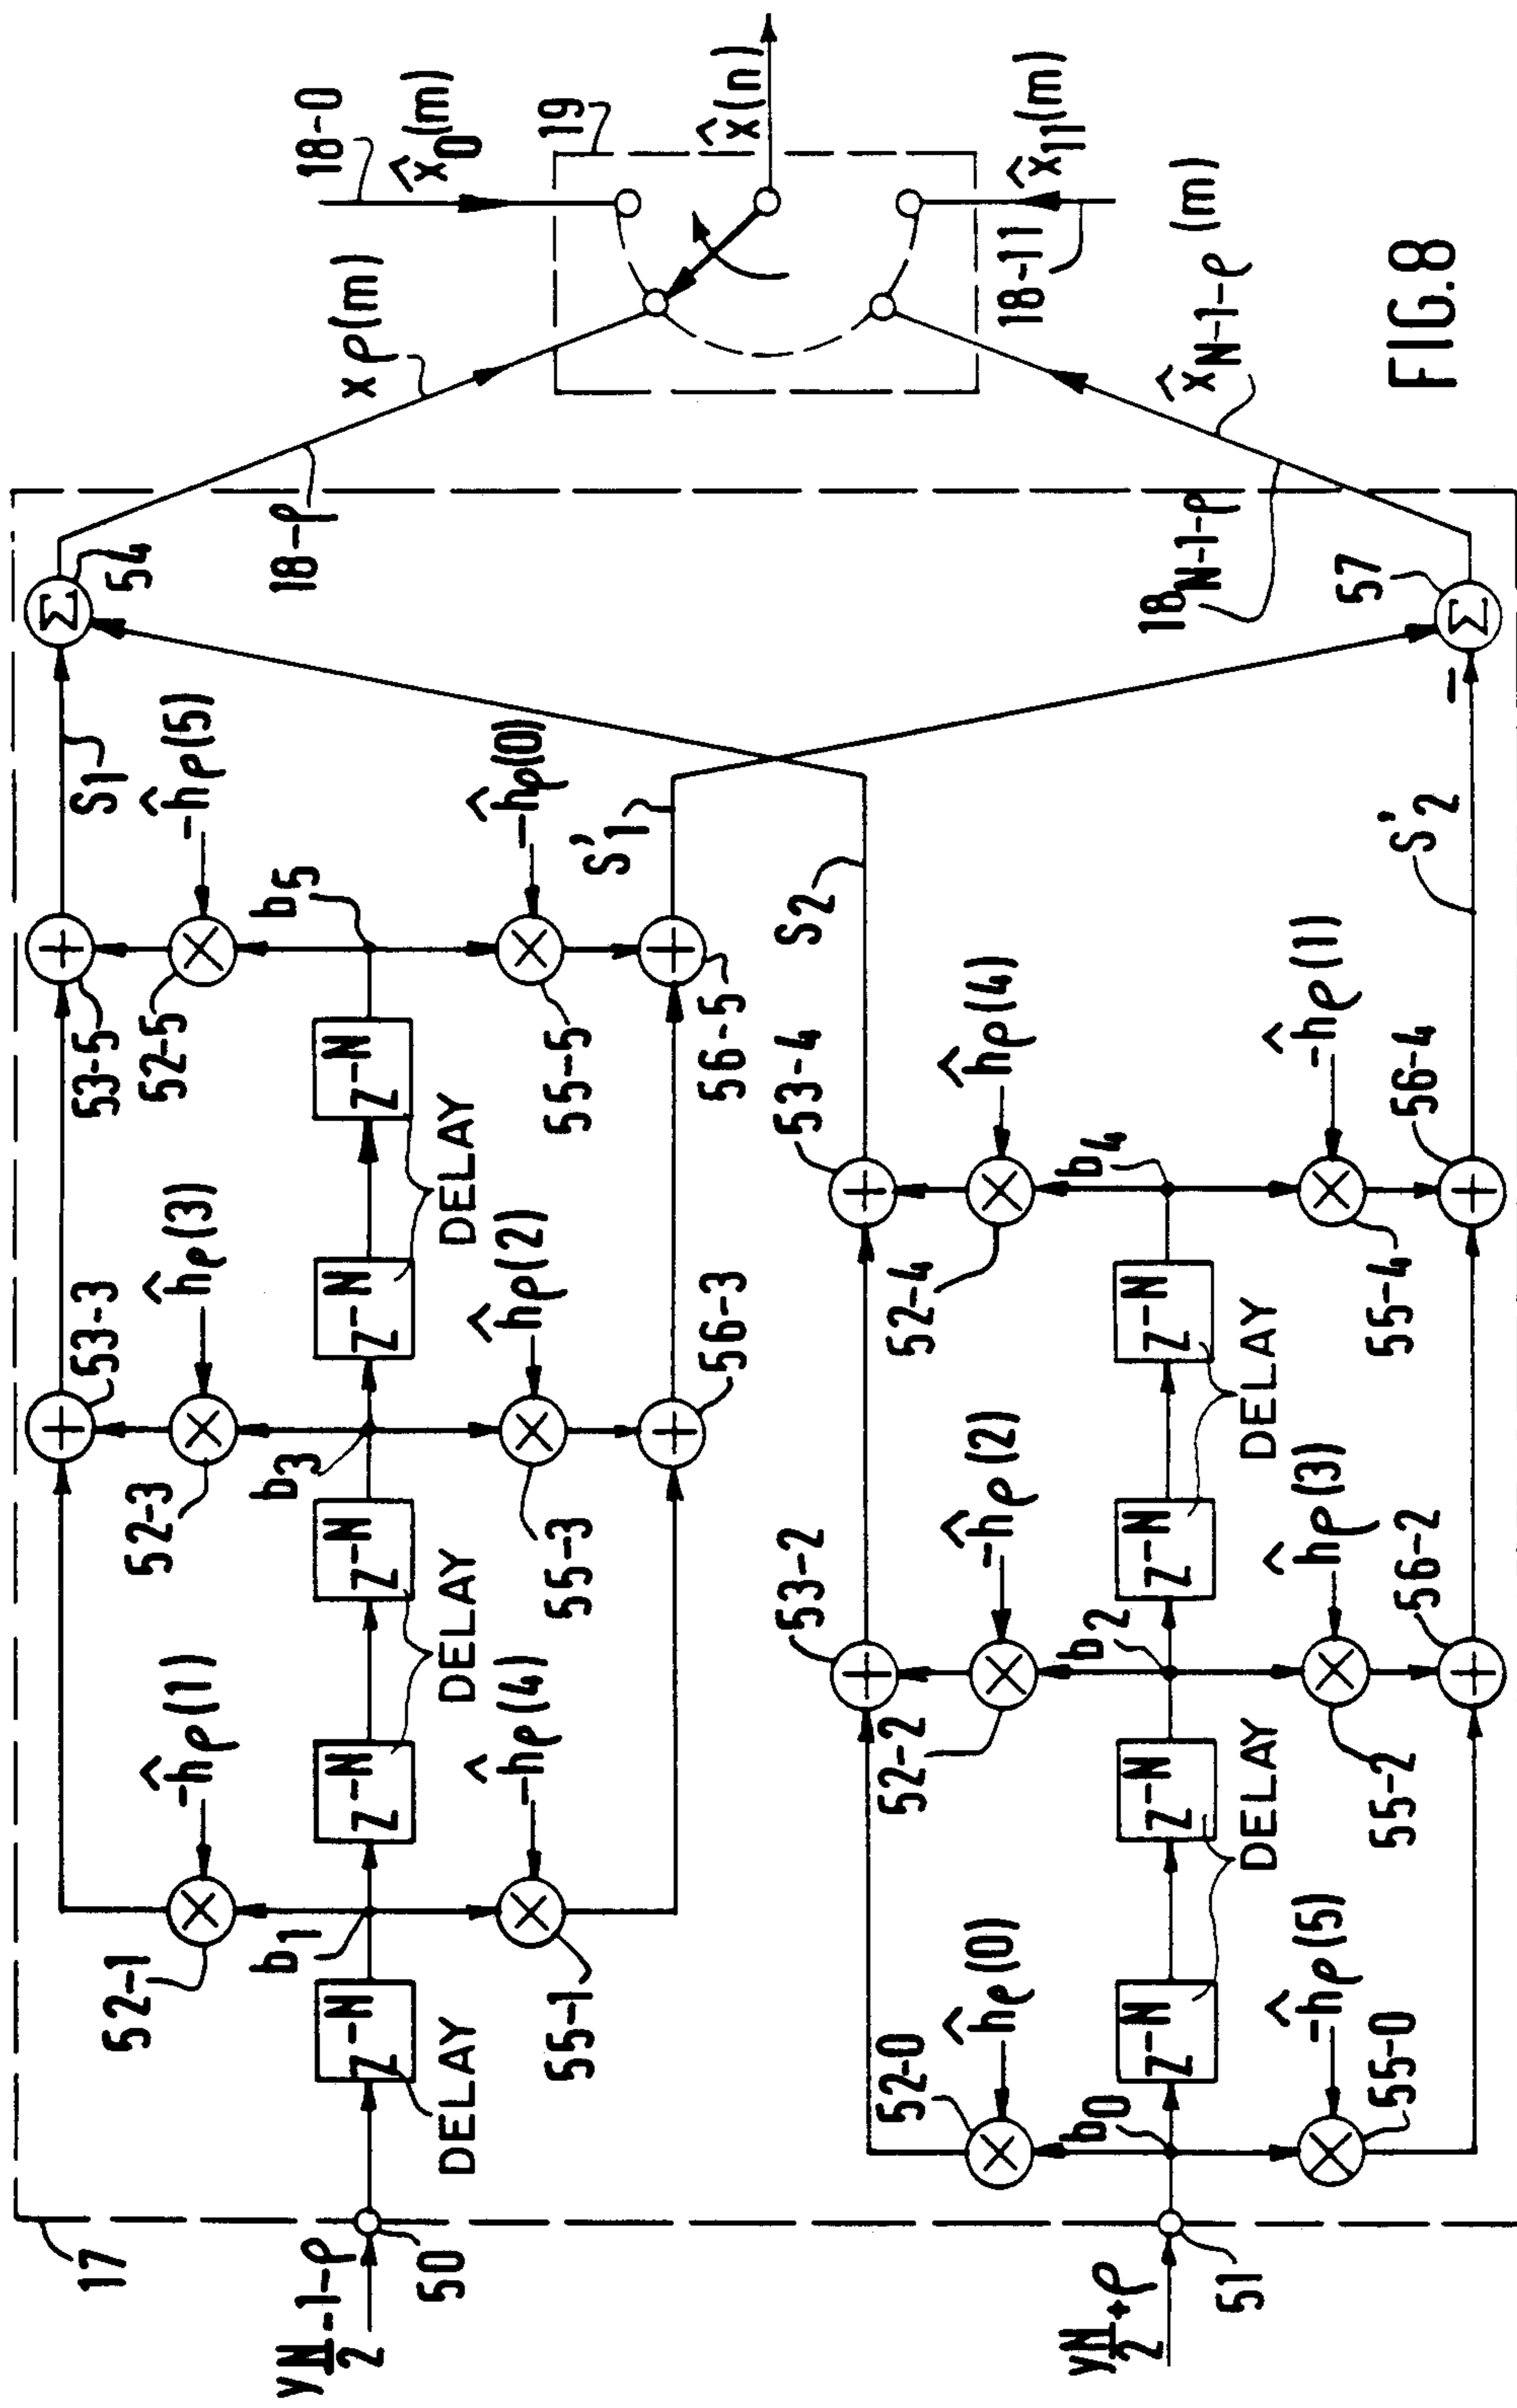 17
y N/2 -1-ρ
50
DELAY
Z⁻ᴺ
52-1
-ĥρ(1)
b1
55-1
-ĥρ(4)
Z⁻ᴺ
Z⁻ᴺ
DELAY
53-3
52-3
ĥρ(3)
b3
55-3
ĥρ(2)
56-3
Z⁻ᴺ
Z⁻ᴺ
DELAY
53-5
52-5
-ĥρ(5)
b5
55-5
-ĥρ(0)
56-5
S1
S'1
Σ
54
18-ρ
xρ(m)
18-0
x̂0(m)
19
x̂(n)
y N/2 +ρ
51
52-0
ĥρ(0)
b0
-ĥρ(5)
55-0
Z⁻ᴺ
Z⁻ᴺ
DELAY
53-2
52-2
-ĥρ(2)
b2
55-2
ĥρ(3)
56-2
Z⁻ᴺ
Z⁻ᴺ
DELAY
53-4
52-4
ĥρ(4)
b4
55-4
-ĥρ(1)
56-4
S2
S'2
-
Σ
57
18 N-1-ρ
x̂N-1-ρ (m)
18-11
x̂11(m)
FIG.8